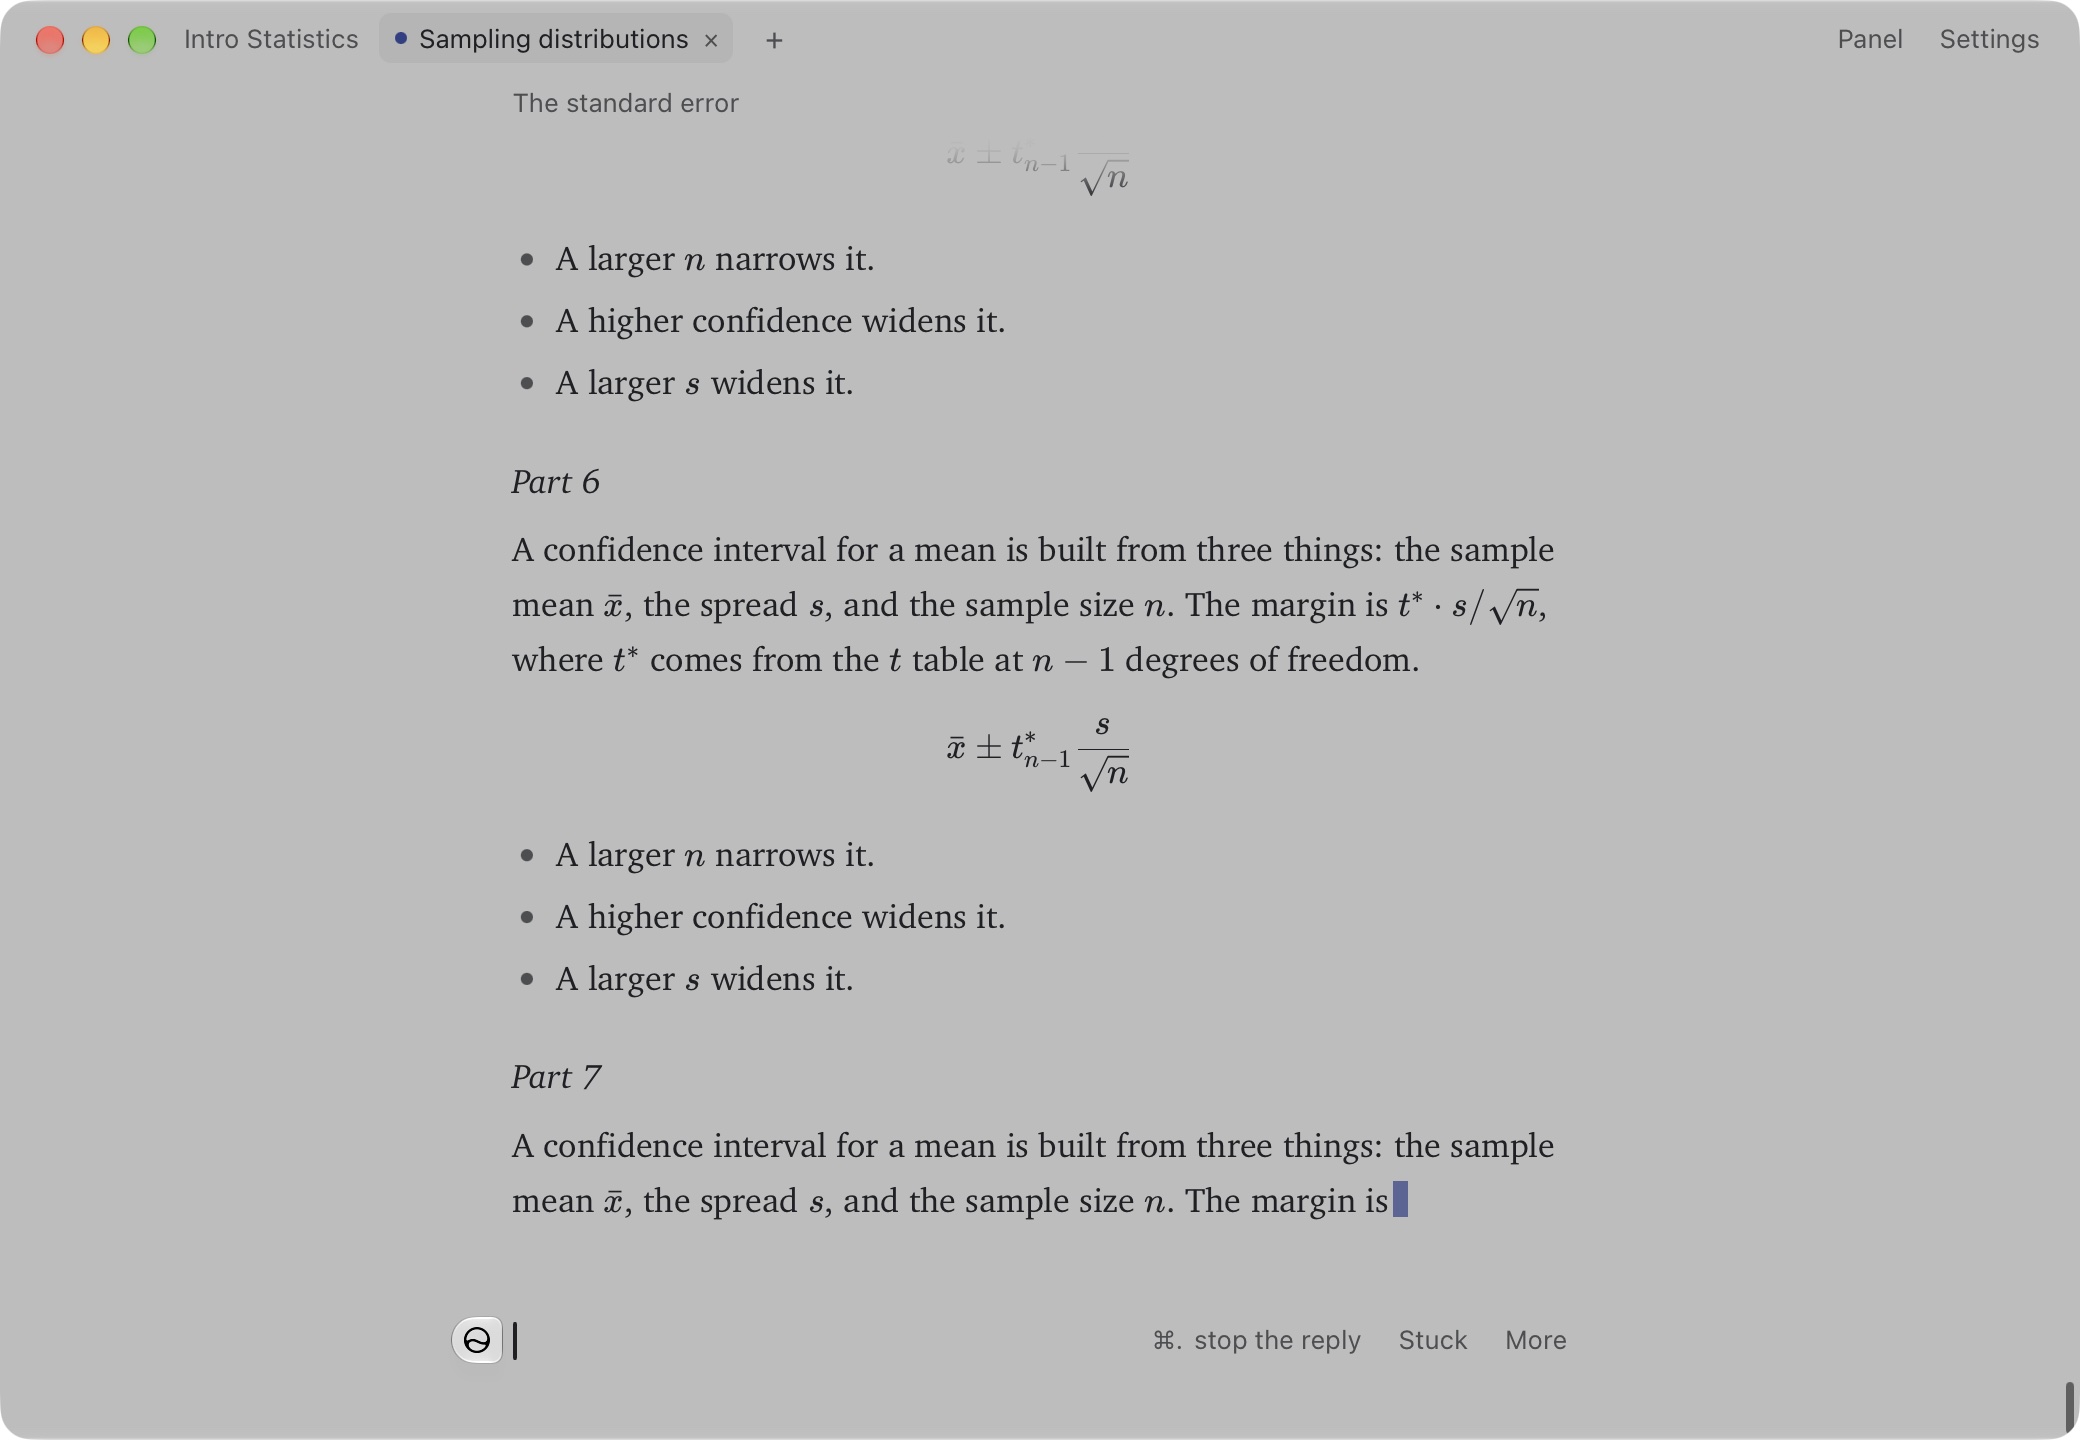 Intro Statistics
Sampling distributions ×
+
Panel
Settings
The standard error
x̄ ± t n−1 √n
• A larger n narrows it.
• A higher confidence widens it.
• A larger s widens it.
Part 6
A confidence interval for a mean is built from three things: the sample
mean x̄, the spread s, and the sample size n. The margin is t* · s/√n,
where t* comes from the t table at n − 1 degrees of freedom.
x̄ ± t*ₙ₋₁ s/√n
• A larger n narrows it.
• A higher confidence widens it.
• A larger s widens it.
Part 7
A confidence interval for a mean is built from three things: the sample
mean x̄, the spread s, and the sample size n. The margin is
⌘. stop the reply
Stuck
More